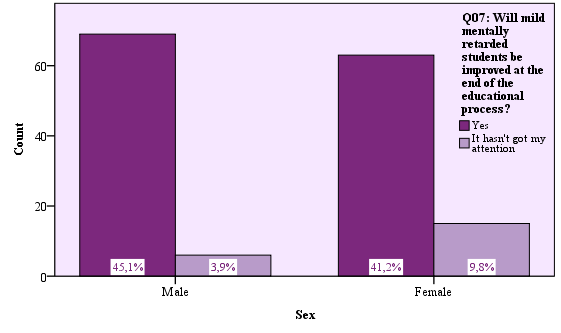 Q07: Will mild
mentally
retarded
students be
improved at the
end of the
educational
process?
Yes
It hasn't got my
attention
Count
60
40
20
0
45,1%
3,9%
41,2%
9,8%
Male
Female
Sex